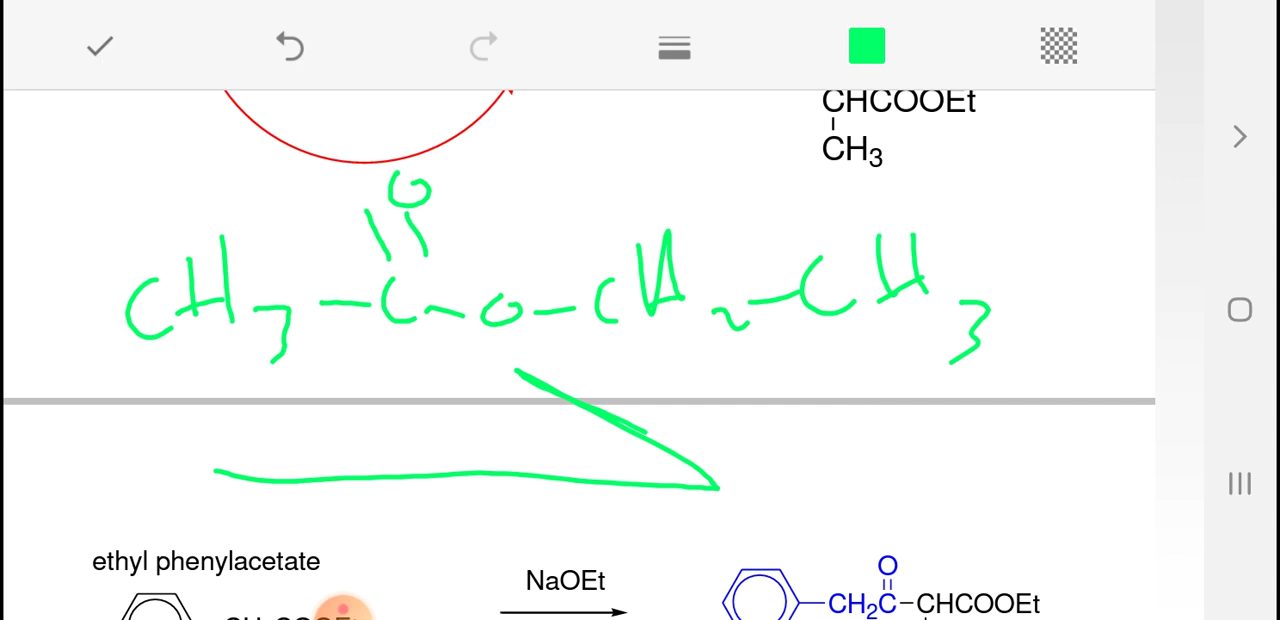 CHCOOEt
CH3
O
CH3-C-O-CH2-CH3
ethyl phenylacetate
NaOEt
O
CH2C-CHCOOEt